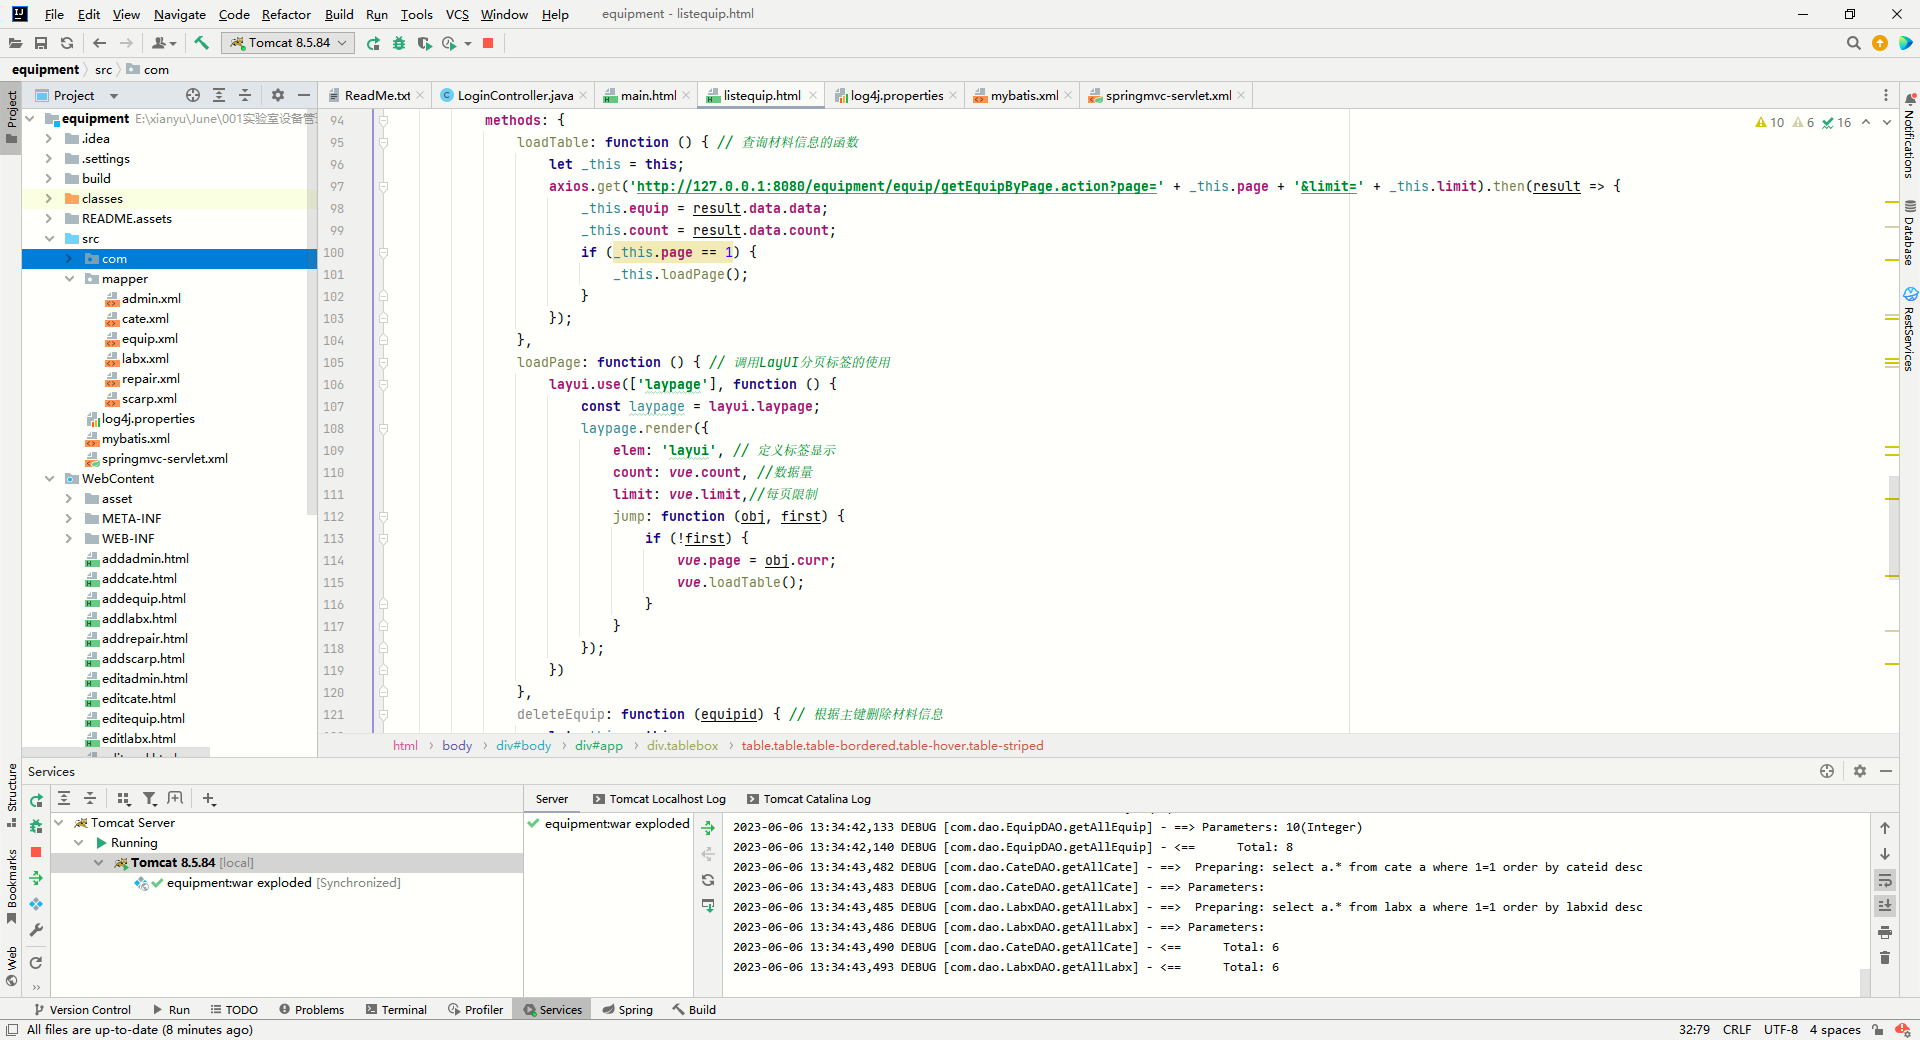 File Edit View Navigate Code Refactor Build Run Tools VCS Window Help equipment - listequip.html
Tomcat 8.5.84
equipment src com
Project
ReadMe.txt LoginController.java main.html listequip.html log4j.properties mybatis.xml springmvc-servlet.xml
Project
equipment E:\xianyu\June\001实验室设备管
.idea
.settings
build
classes
README.assets
src
com
mapper
admin.xml
cate.xml
equip.xml
labx.xml
repair.xml
scarp.xml
log4j.properties
mybatis.xml
springmvc-servlet.xml
WebContent
asset
META-INF
WEB-INF
addadmin.html
addcate.html
addequip.html
addlabx.html
addrepair.html
addscarp.html
editadmin.html
editcate.html
editequip.html
editlabx.html
10 6 16
94 methods: {
95 loadTable: function () { // 查询材料信息的函数
96 let _this = this;
97 axios.get('http://127.0.0.1:8080/equipment/equip/getEquipByPage.action?page=' + _this.page + '&limit=' + _this.limit).then(result => {
98 _this.equip = result.data.data;
99 _this.count = result.data.count;
100 if (_this.page == 1) {
101 _this.loadPage();
102 }
103 });
104 },
105 loadPage: function () { // 调用LayUI分页标签的使用
106 layui.use(['laypage'], function () {
107 const laypage = layui.laypage;
108 laypage.render({
109 elem: 'layui', // 定义标签显示
110 count: vue.count, //数据量
111 limit: vue.limit,//每页限制
112 jump: function (obj, first) {
113 if (!first) {
114 vue.page = obj.curr;
115 vue.loadTable();
116 }
117 }
118 });
119 })
120 },
121 deleteEquip: function (equipid) { // 根据主键删除材料信息
html body div#body div#app div.tablebox table.table.table-bordered.table-hover.table-striped
Notifications
Database
RestServices
Structure
Bookmarks
Web
Services
Tomcat Server
Running
Tomcat 8.5.84 [local]
equipment:war exploded [Synchronized]
Server Tomcat Localhost Log Tomcat Catalina Log
equipment:war exploded
2023-06-06 13:34:42,133 DEBUG [com.dao.EquipDAO.getAllEquip] - ==> Parameters: 10(Integer)
2023-06-06 13:34:42,140 DEBUG [com.dao.EquipDAO.getAllEquip] - <== Total: 8
2023-06-06 13:34:43,482 DEBUG [com.dao.CateDAO.getAllCate] - ==> Preparing: select a.* from cate a where 1=1 order by cateid desc
2023-06-06 13:34:43,483 DEBUG [com.dao.CateDAO.getAllCate] - ==> Parameters:
2023-06-06 13:34:43,485 DEBUG [com.dao.LabxDAO.getAllLabx] - ==> Preparing: select a.* from labx a where 1=1 order by labxid desc
2023-06-06 13:34:43,486 DEBUG [com.dao.LabxDAO.getAllLabx] - ==> Parameters:
2023-06-06 13:34:43,490 DEBUG [com.dao.CateDAO.getAllCate] - <== Total: 6
2023-06-06 13:34:43,493 DEBUG [com.dao.LabxDAO.getAllLabx] - <== Total: 6
Version Control Run TODO Problems Terminal Profiler Services Spring Build
All files are up-to-date (8 minutes ago) 32:79 CRLF UTF-8 4 spaces